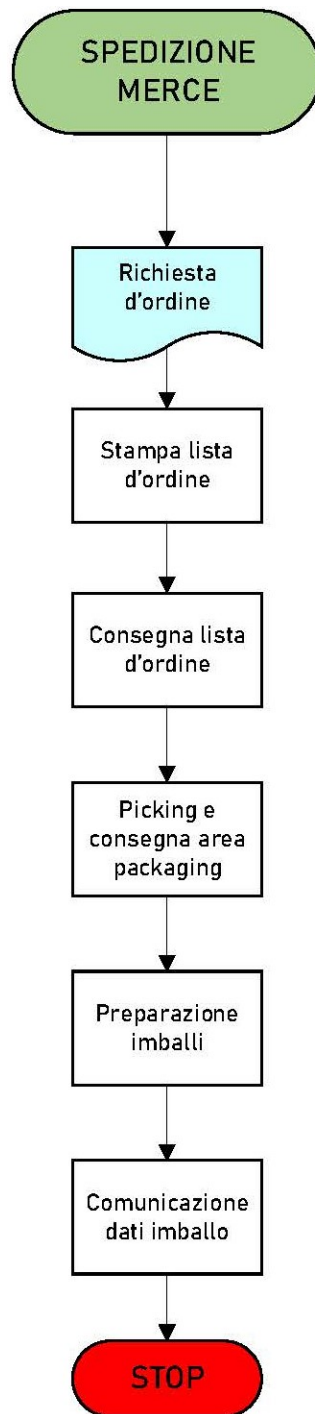 SPEDIZIONE
MERCE
Richiesta
d'ordine
Stampa lista
d'ordine
Consegna lista
d'ordine
Picking e
consegna area
packaging
Preparazione
imballi
Comunicazione
dati imballo
STOP